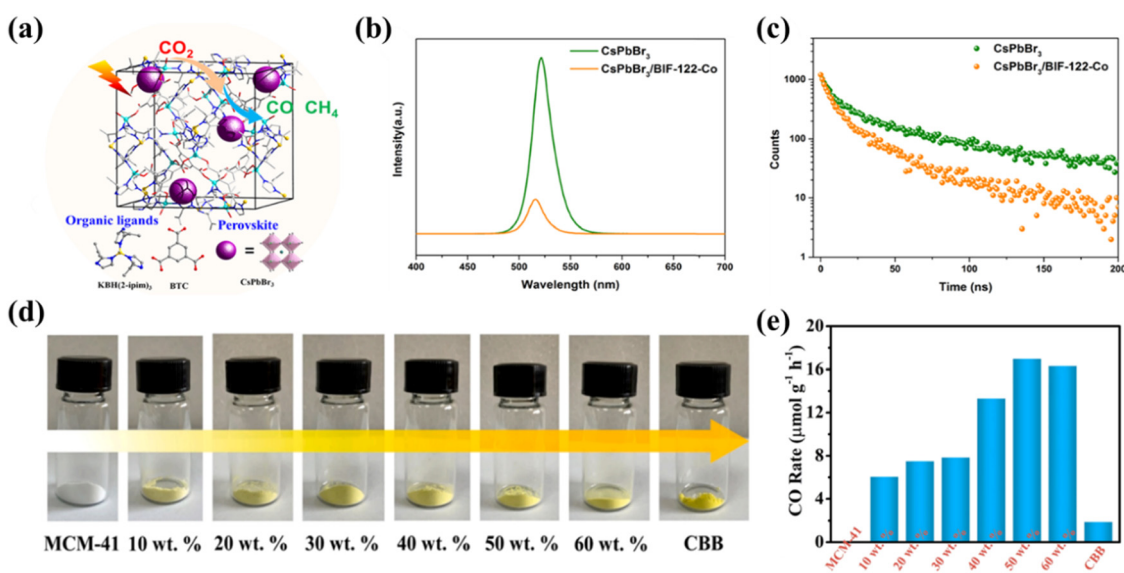 (a)
CO2
CO CH4
Organic ligands
Perovskite
=
KBH(2-ipim)3
BTC
CsPbBr3
(b)
CsPbBr3
CsPbBr3/BIF-122-Co
Intensity(a.u.)
400 450 500 550 600 650 700
Wavelength (nm)
(c)
CsPbBr3
CsPbBr3/BIF-122-Co
Counts
1000
100
10
1
0 50 100 150 200
Time (ns)
(d)
MCM-41 10 wt. % 20 wt. % 30 wt. % 40 wt. % 50 wt. % 60 wt. % CBB
(e)
CO Rate (μmol g-1 h-1)
20
16
12
8
4
0
MCM-41 10 wt. % 20 wt. % 30 wt. % 40 wt. % 50 wt. % 60 wt. % CBB